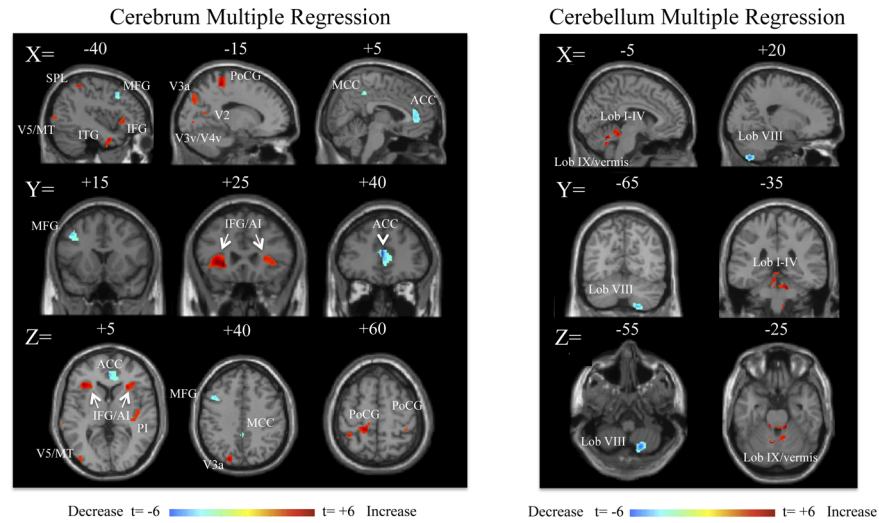 Cerebrum Multiple Regression
X= -40 -15 +5
SPL MFG V5/MT ITG IFG
V3a PoCG V2 V3v/V4v
MCC ACC
Y= +15 +25 +40
MFG IFG/AI ACC
Z= +5 +40 +60
ACC IFG/AI PI V5/MT
MFG MCC V3a
PoCG PoCG
Decrease t= -6 t= +6 Increase
Cerebellum Multiple Regression
X= -5 +20
Lob I-IV Lob IX/vermis
Lob VIII
Y= -65 -35
Lob VIII Lob I-IV
Z= -55 -25
Lob VIII Lob IX/vermis
Decrease t= -6 t= +6 Increase